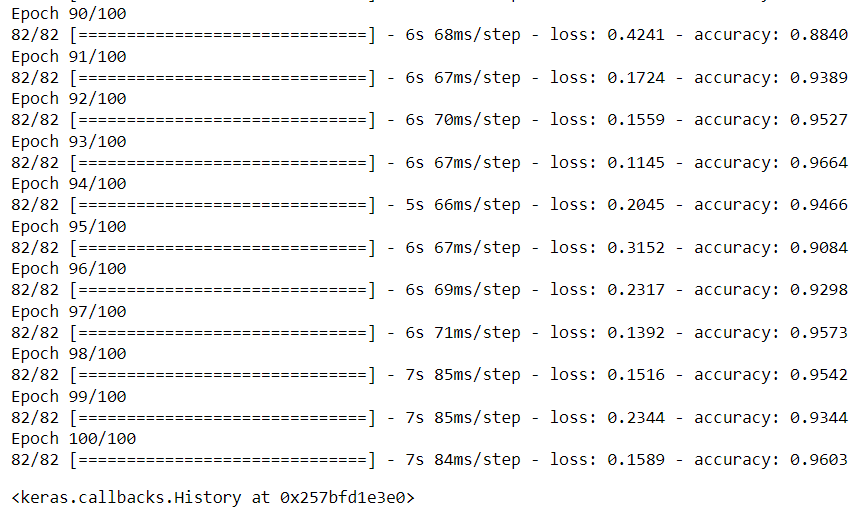 Epoch 90/100
82/82 [==============================] - 6s 68ms/step - loss: 0.4241 - accuracy: 0.8840
Epoch 91/100
82/82 [==============================] - 6s 67ms/step - loss: 0.1724 - accuracy: 0.9389
Epoch 92/100
82/82 [==============================] - 6s 70ms/step - loss: 0.1559 - accuracy: 0.9527
Epoch 93/100
82/82 [==============================] - 6s 67ms/step - loss: 0.1145 - accuracy: 0.9664
Epoch 94/100
82/82 [==============================] - 5s 66ms/step - loss: 0.2045 - accuracy: 0.9466
Epoch 95/100
82/82 [==============================] - 6s 67ms/step - loss: 0.3152 - accuracy: 0.9084
Epoch 96/100
82/82 [==============================] - 6s 69ms/step - loss: 0.2317 - accuracy: 0.9298
Epoch 97/100
82/82 [==============================] - 6s 71ms/step - loss: 0.1392 - accuracy: 0.9573
Epoch 98/100
82/82 [==============================] - 7s 85ms/step - loss: 0.1516 - accuracy: 0.9542
Epoch 99/100
82/82 [==============================] - 7s 85ms/step - loss: 0.2344 - accuracy: 0.9344
Epoch 100/100
82/82 [==============================] - 7s 84ms/step - loss: 0.1589 - accuracy: 0.9603
<keras.callbacks.History at 0x257bfd1e3e0>